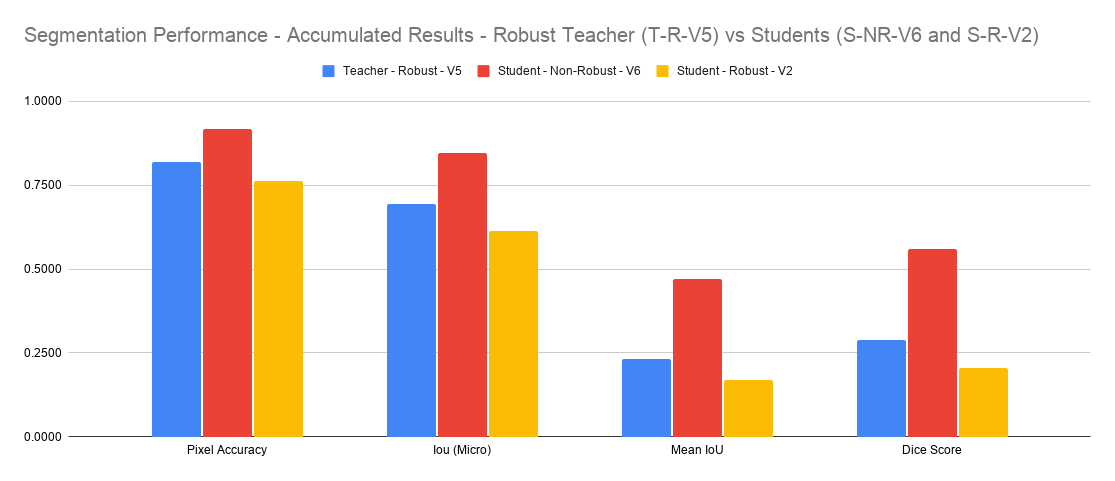 Segmentation Performance - Accumulated Results - Robust Teacher (T-R-V5) vs Students (S-NR-V6 and S-R-V2)
Teacher - Robust - V5 Student - Non-Robust - V6 Student - Robust - V2
1.0000
0.7500
0.5000
0.2500
0.0000
Pixel Accuracy Iou (Micro) Mean IoU Dice Score